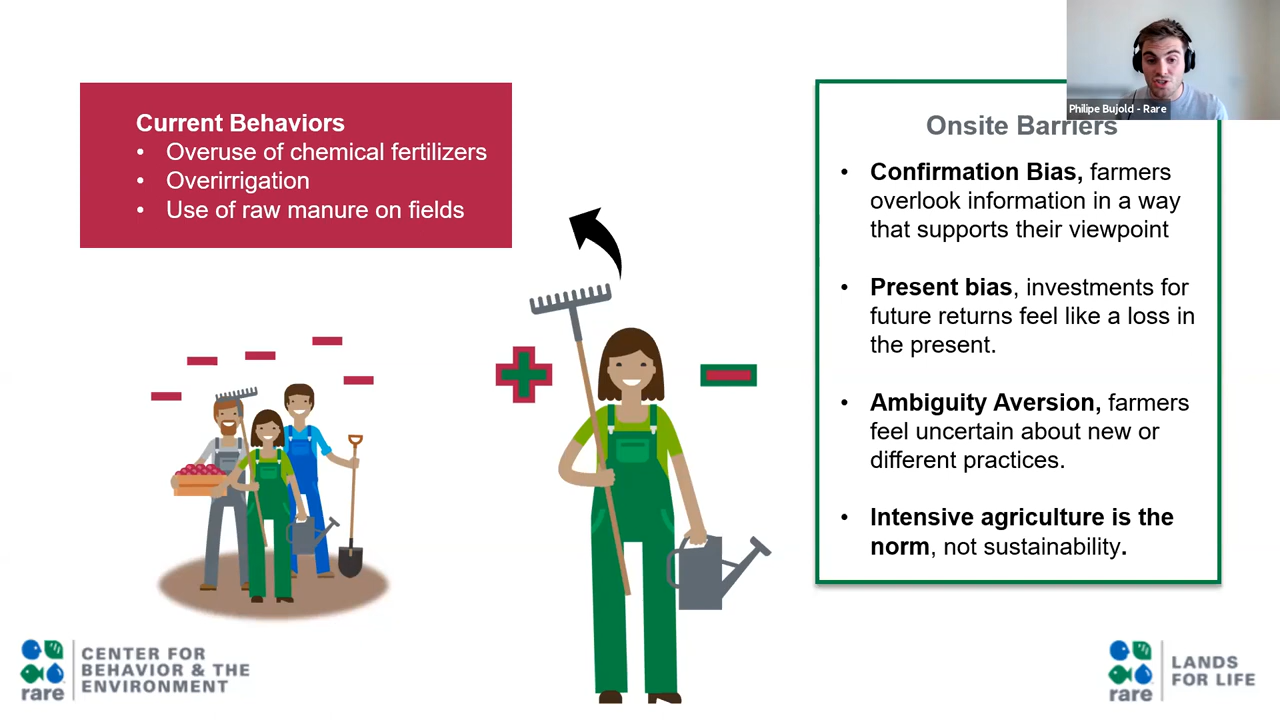 Philipe Bujold - Rare
Current Behaviors
• Overuse of chemical fertilizers
• Overirrigation
• Use of raw manure on fields
Onsite Barriers
• Confirmation Bias, farmers
overlook information in a way
that supports their viewpoint
• Present bias, investments for
future returns feel like a loss in
the present.
• Ambiguity Aversion, farmers
feel uncertain about new or
different practices.
• Intensive agriculture is the
norm, not sustainability.
rare
CENTER FOR
BEHAVIOR & THE
ENVIRONMENT
rare
LANDS
FOR LIFE